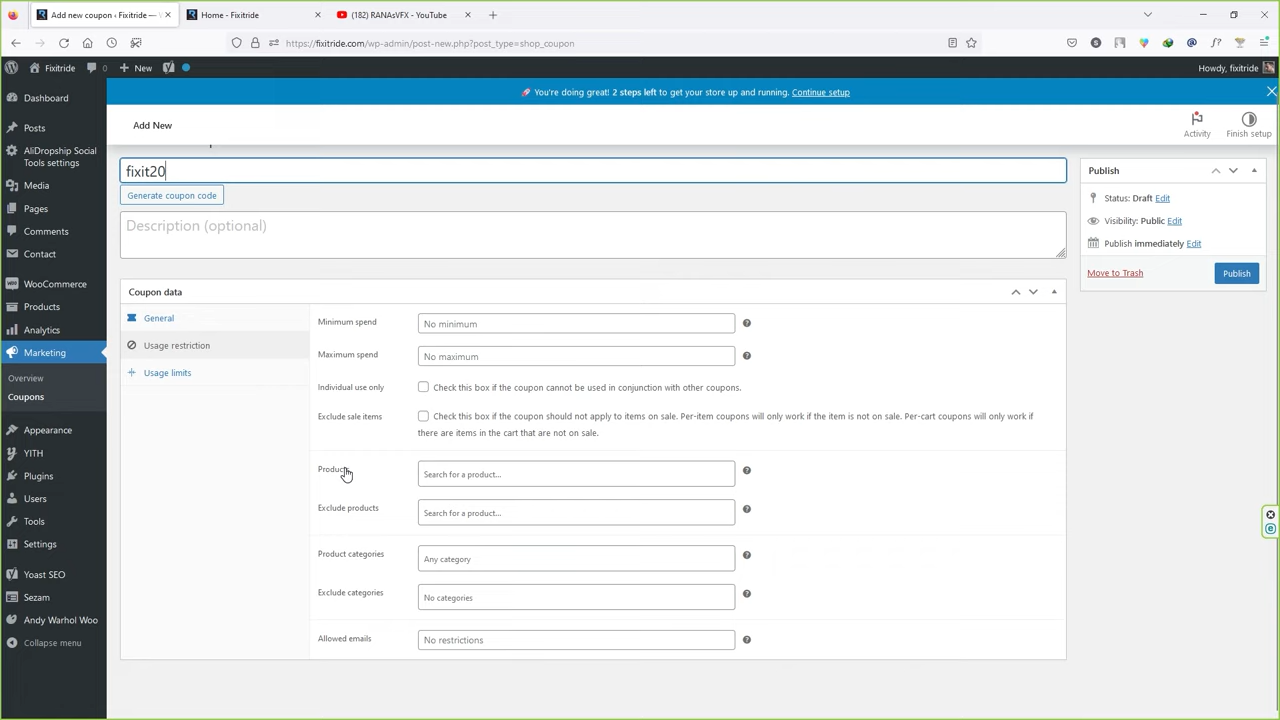 Add new coupon ‹ Fixitride — W
Home - Fixitride
(182) RANAsVFX - YouTube
https://fixitride.com/wp-admin/post-new.php?post_type=shop_coupon
Fixitride
0
New
Howdy, fixitride
You're doing great! 2 steps left to get your store up and running. Continue setup
Add New
Activity
Finish setup
Dashboard
Posts
AliDropship Social
Tools settings
Media
Pages
Comments
Contact
WooCommerce
Products
Analytics
Marketing
Overview
Coupons
Appearance
YITH
Plugins
Users
Tools
Settings
Yoast SEO
Sezam
Andy Warhol Woo
Collapse menu
fixit20
Generate coupon code
Description (optional)
Coupon data
General
Usage restriction
Usage limits
Minimum spend
No minimum
Maximum spend
No maximum
Individual use only
Check this box if the coupon cannot be used in conjunction with other coupons.
Exclude sale items
Check this box if the coupon should not apply to items on sale. Per-item coupons will only work if the item is not on sale. Per-cart coupons will only work if
there are items in the cart that are not on sale.
Products
Search for a product...
Exclude products
Search for a product...
Product categories
Any category
Exclude categories
No categories
Allowed emails
No restrictions
Publish
Status: Draft Edit
Visibility: Public Edit
Publish immediately Edit
Move to Trash
Publish